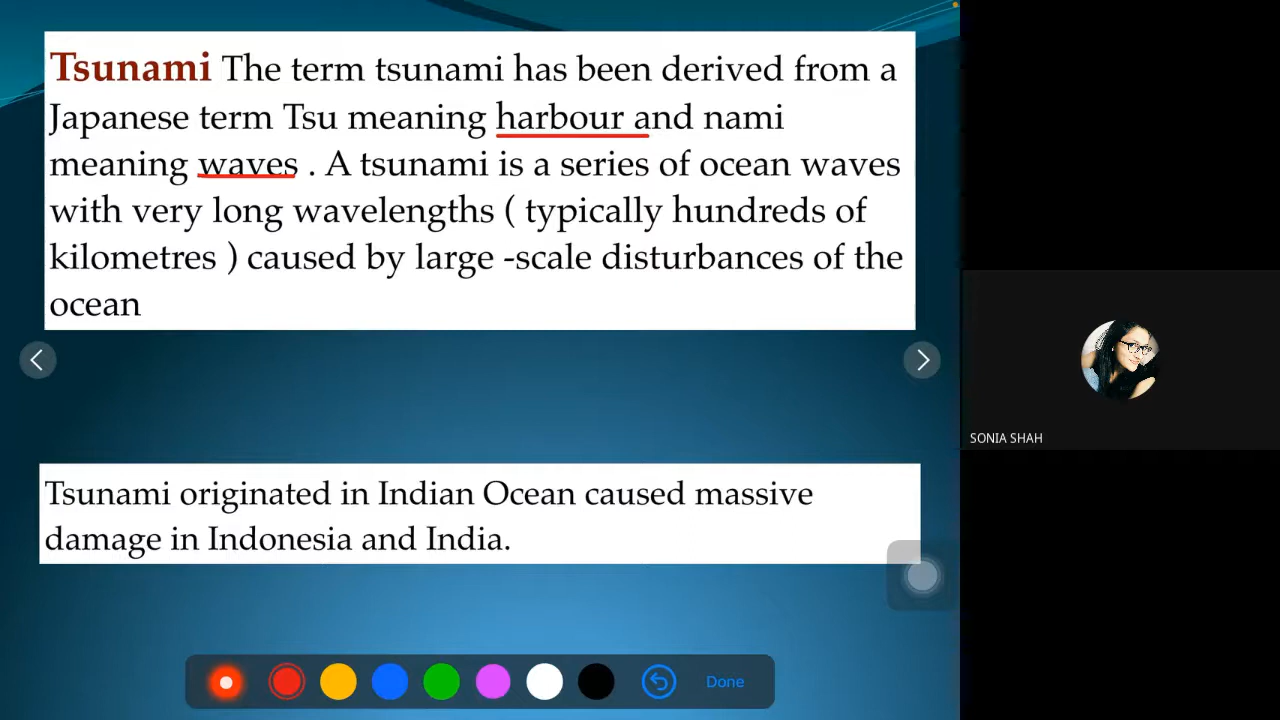 Tsunami The term tsunami has been derived from a
Japanese term Tsu meaning harbour and nami
meaning waves . A tsunami is a series of ocean waves
with very long wavelengths ( typically hundreds of
kilometres ) caused by large -scale disturbances of the
ocean
SONIA SHAH
Tsunami originated in Indian Ocean caused massive
damage in Indonesia and India.
Done